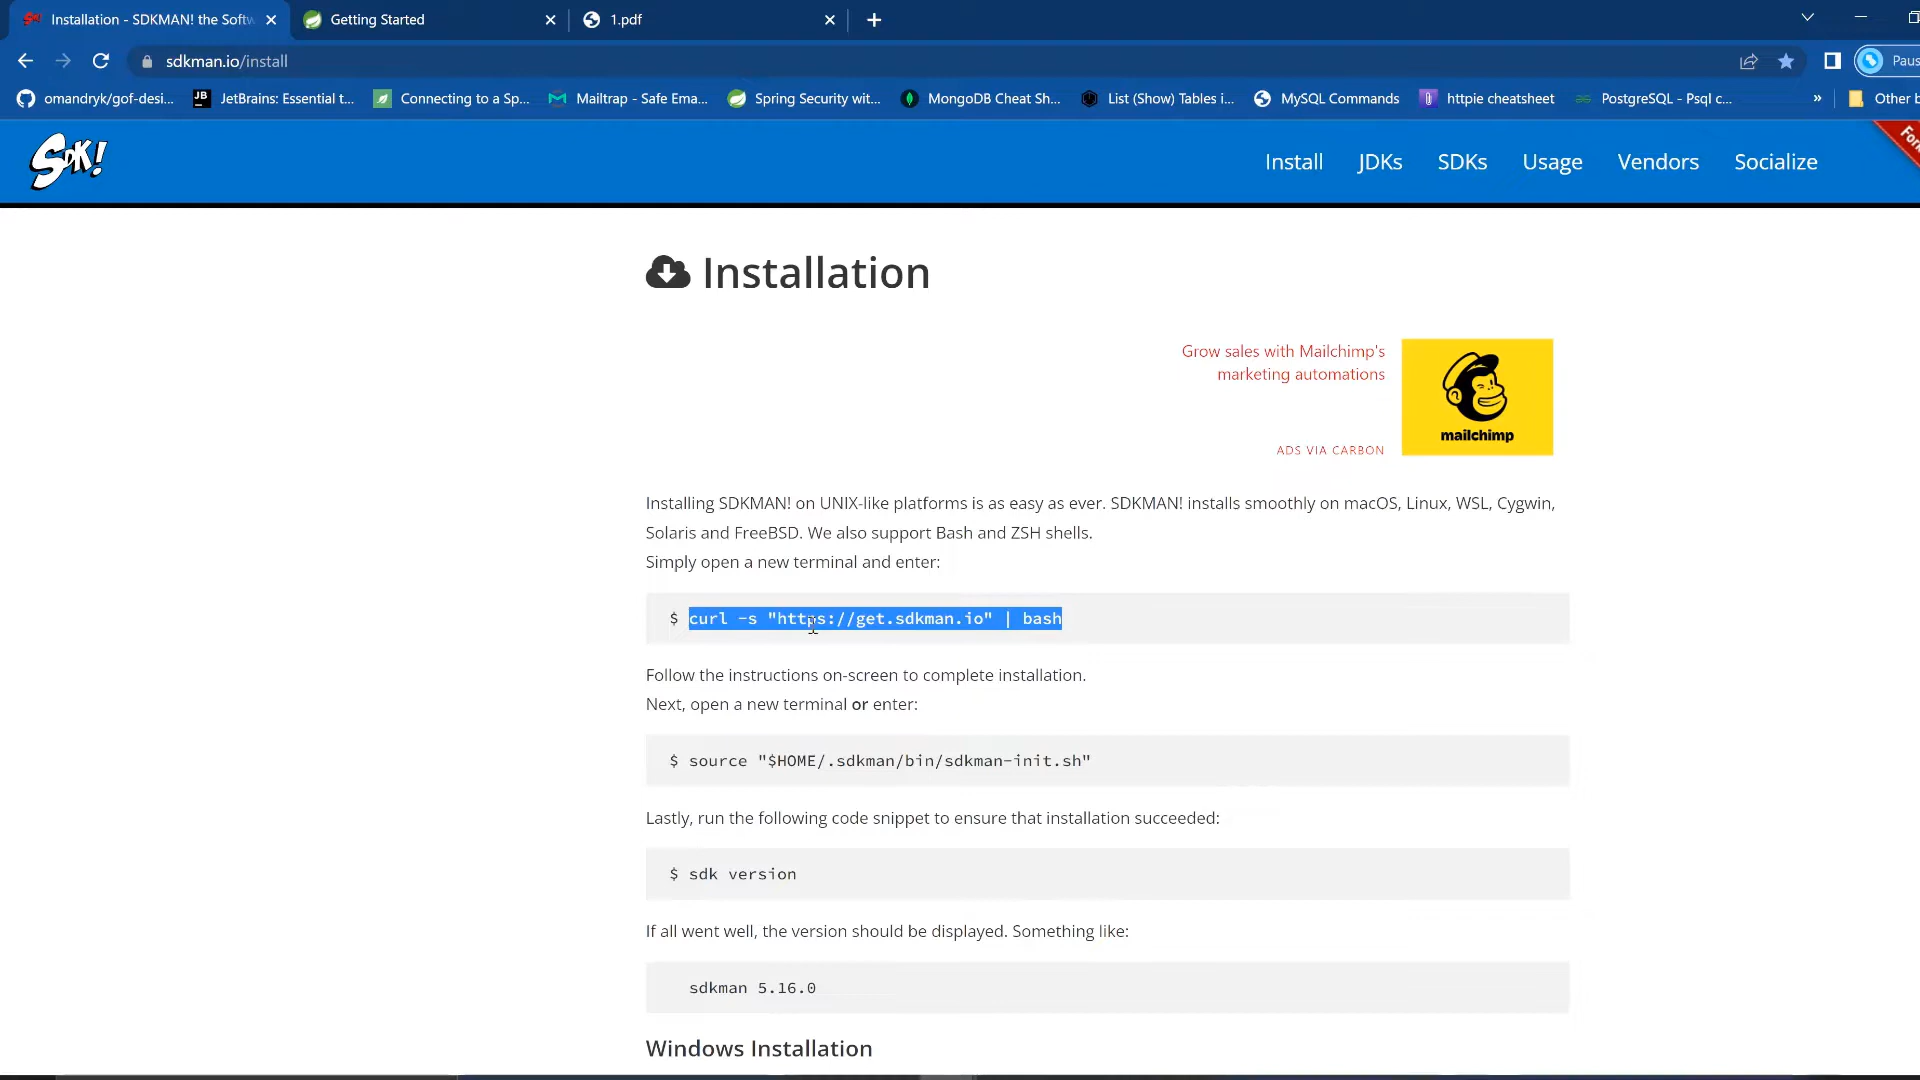 Installation - SDKMAN! the Softw
Getting Started
1.pdf
sdkman.io/install
Paus
omandryk/gof-desi...
JB
JetBrains: Essential t...
Connecting to a Sp...
Mailtrap - Safe Ema...
Spring Security wit...
MongoDB Cheat Sh...
List (Show) Tables i...
MySQL Commands
httpie cheatsheet
PostgreSQL - Psql c...
»
Other b
SDK!
Install
JDKs
SDKs
Usage
Vendors
Socialize
For
Installation
Grow sales with Mailchimp's
marketing automations
ADS VIA CARBON
mailchimp
Installing SDKMAN! on UNIX-like platforms is as easy as ever. SDKMAN! installs smoothly on macOS, Linux, WSL, Cygwin,
Solaris and FreeBSD. We also support Bash and ZSH shells.
Simply open a new terminal and enter:
$ curl -s "https://get.sdkman.io" | bash
Follow the instructions on-screen to complete installation.
Next, open a new terminal or enter:
$ source "$HOME/.sdkman/bin/sdkman-init.sh"
Lastly, run the following code snippet to ensure that installation succeeded:
$ sdk version
If all went well, the version should be displayed. Something like:
sdkman 5.16.0
Windows Installation